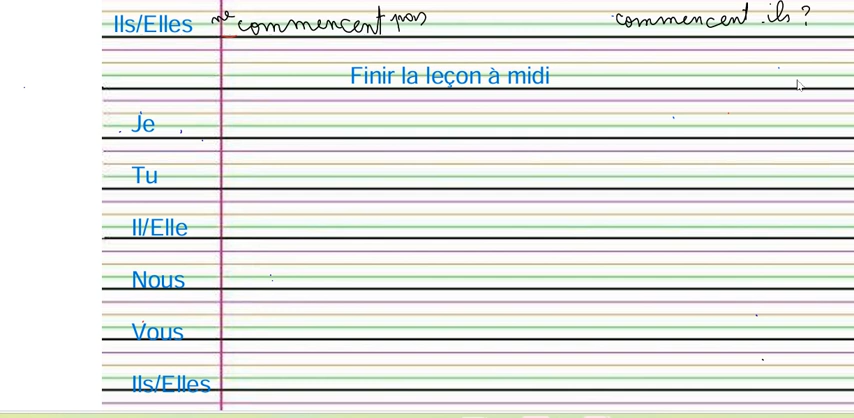 Ils/Elles ne commencent pas commencent.ils?
Finir la leçon à midi
Je
Tu
Il/Elle
Nous
Vous
Ils/Elles